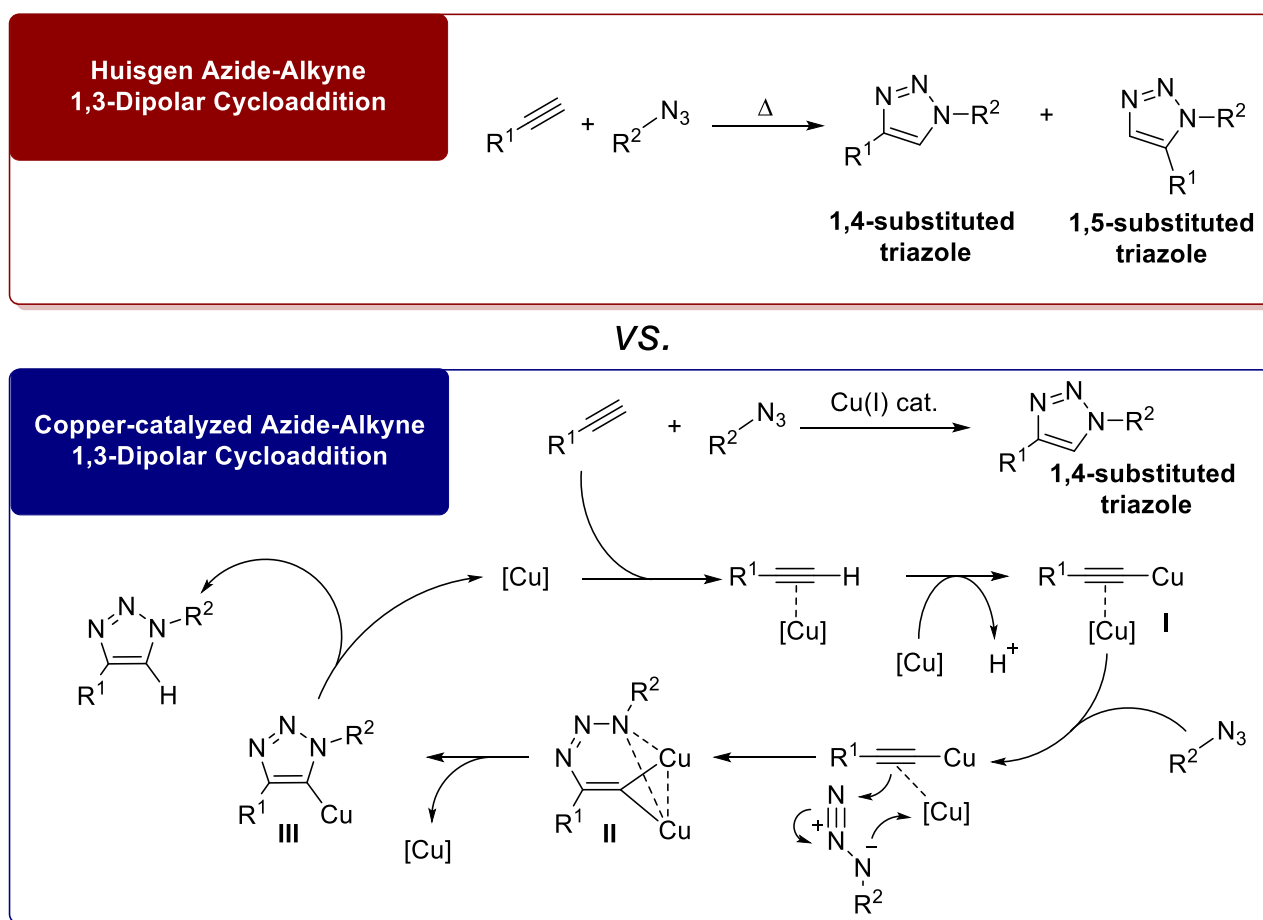 Huisgen Azide-Alkyne
1,3-Dipolar Cycloaddition
R¹
+
R²
N₃
Δ
N
N
N
R²
R¹
+
N
N
N
R²
R¹
1,4-substituted
triazole
1,5-substituted
triazole
vs.
Copper-catalyzed Azide-Alkyne
1,3-Dipolar Cycloaddition
R¹
+
R²
N₃
Cu(I) cat.
N
N
N
R²
R¹
1,4-substituted
triazole
[Cu]
R¹
H
[Cu]
[Cu]
H⁺
R¹
Cu
[Cu]
I
R²
N₃
R¹
Cu
[Cu]
N
+
N
N
−
R²
R²
N
N
N
Cu
Cu
R¹
II
[Cu]
N
N
N
R²
R¹
Cu
III
N
N
N
R²
R¹
H